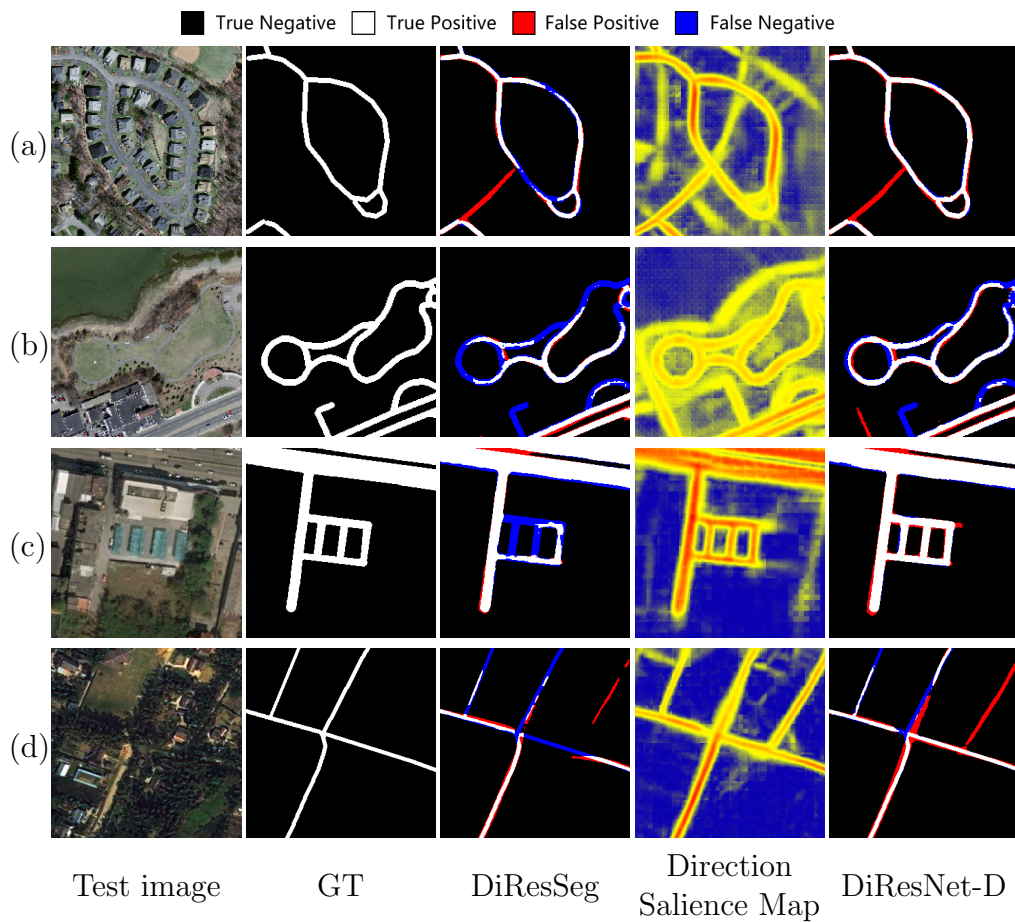 True Negative True Positive False Positive False Negative
(a)
(b)
(c)
(d)
Test image GT DiResSeg Direction Salience Map DiResNet-D